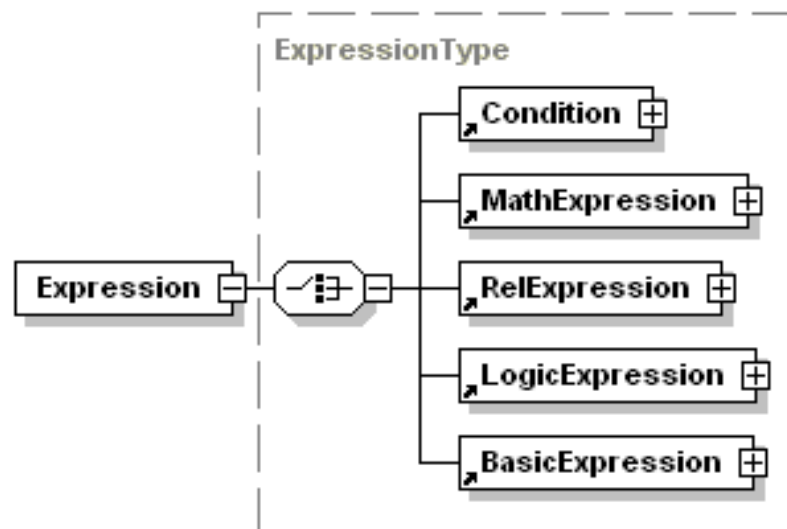 ExpressionType
Condition
MathExpression
Expression
RelExpression
LogicExpression
BasicExpression